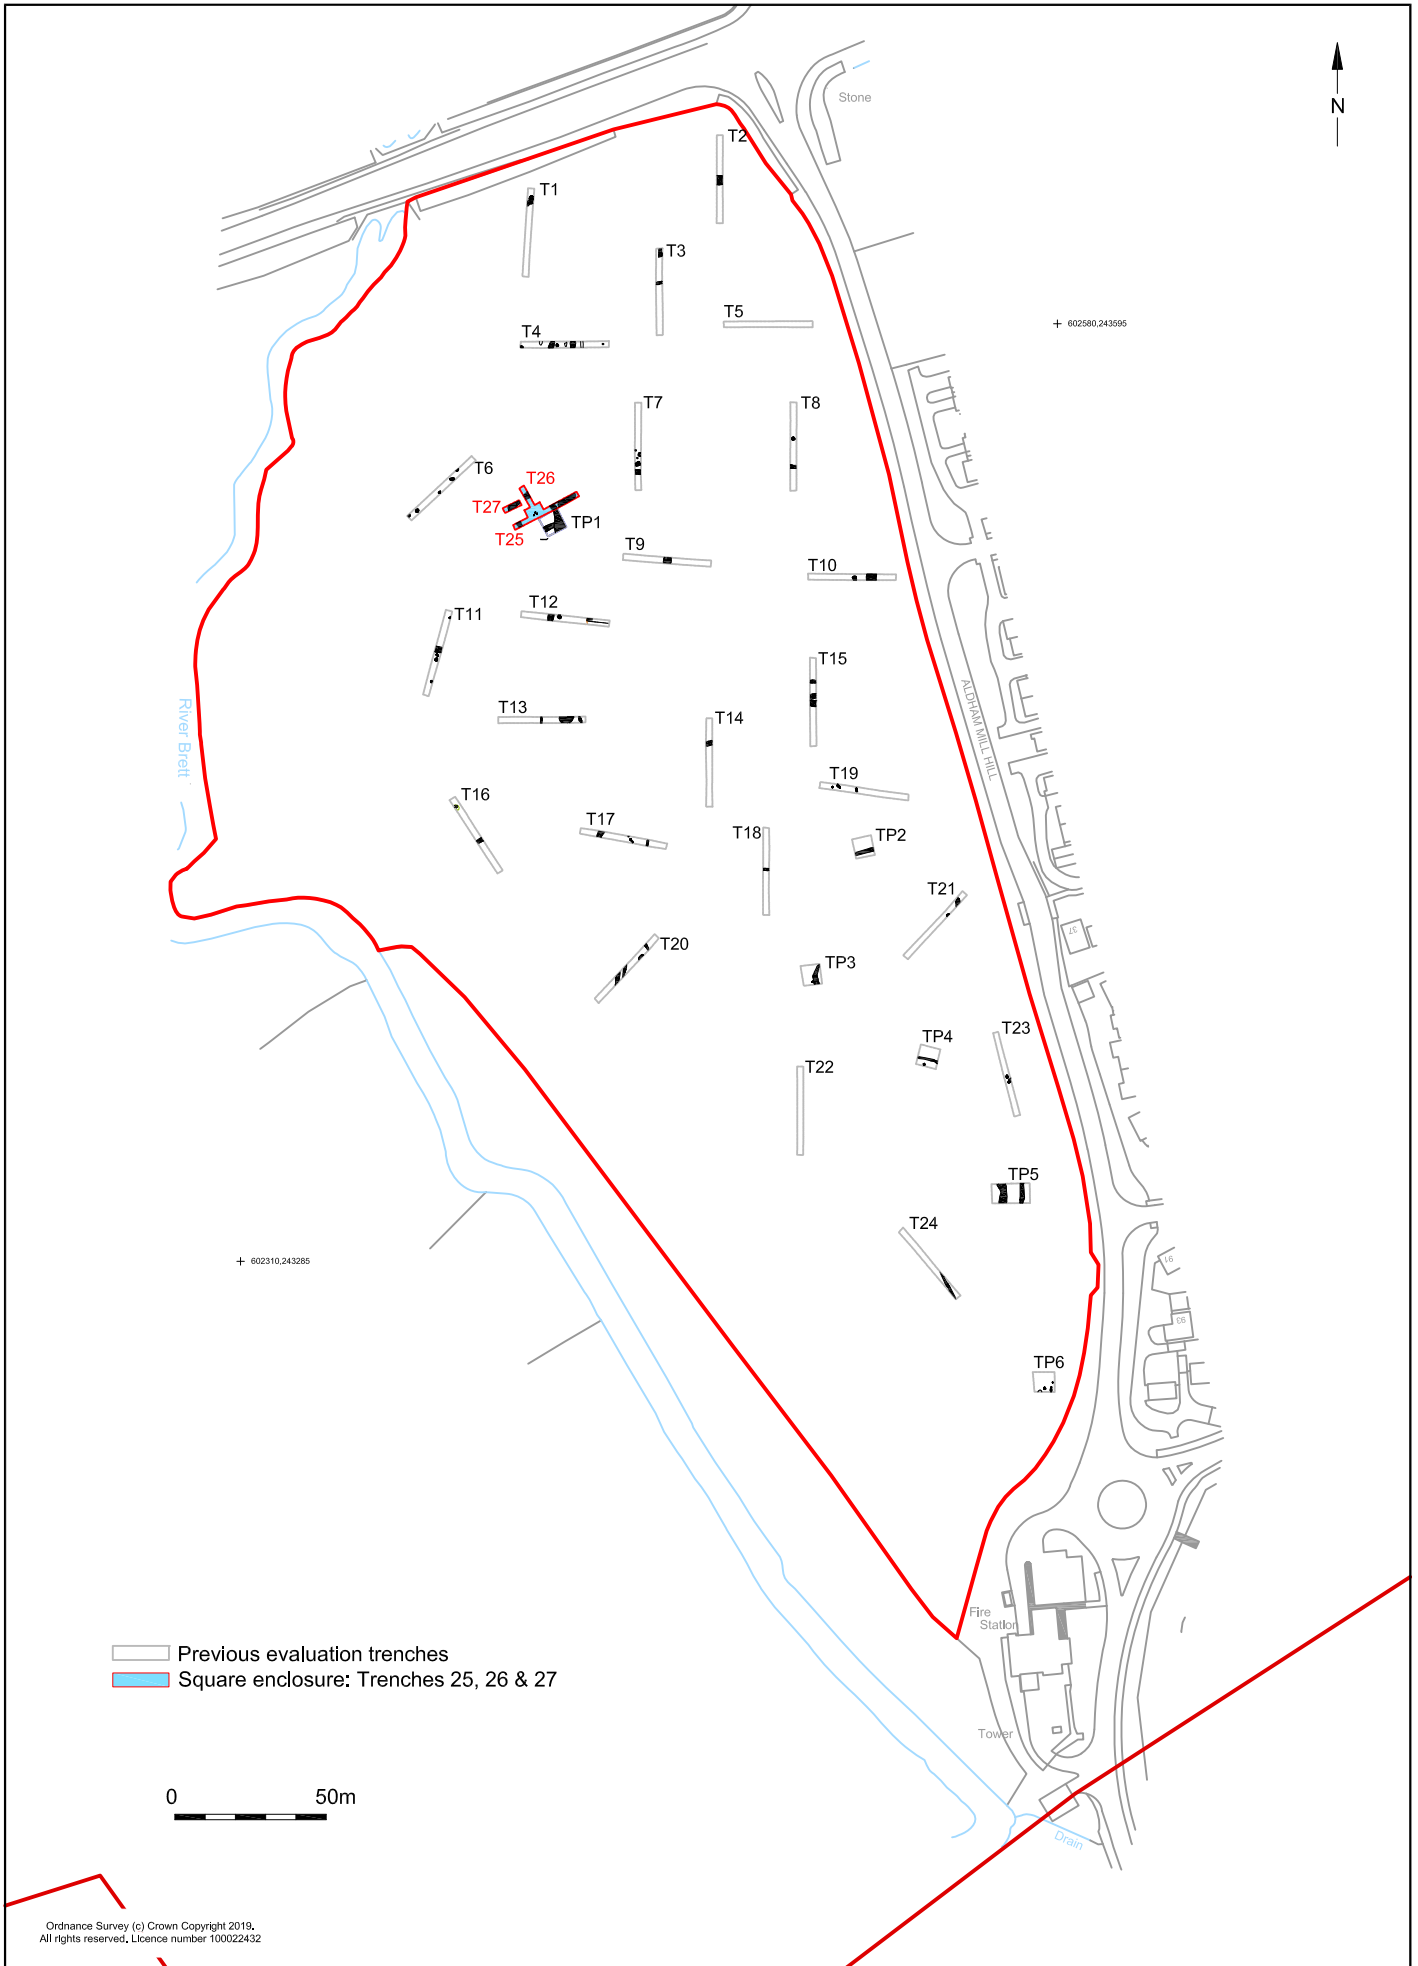 Stone
N
T2
T1
T3
T5
602580,243595
T4
T7
T8
T6
T26
T27
TP1
T25
T9
T10
T12
T11
T15
ALDHAM MILL HILL
River Brett
T13
T14
T19
T16
T17
T18
TP2
T21
37
T20
TP3
T23
TP4
T22
TP5
T24
602310,243285
91
93
TP6
Fire
Station
Previous evaluation trenches
Square enclosure: Trenches 25, 26 & 27
Tower
0 50m
Drain
Ordnance Survey (c) Crown Copyright 2019.
All rights reserved. Licence number 100022432